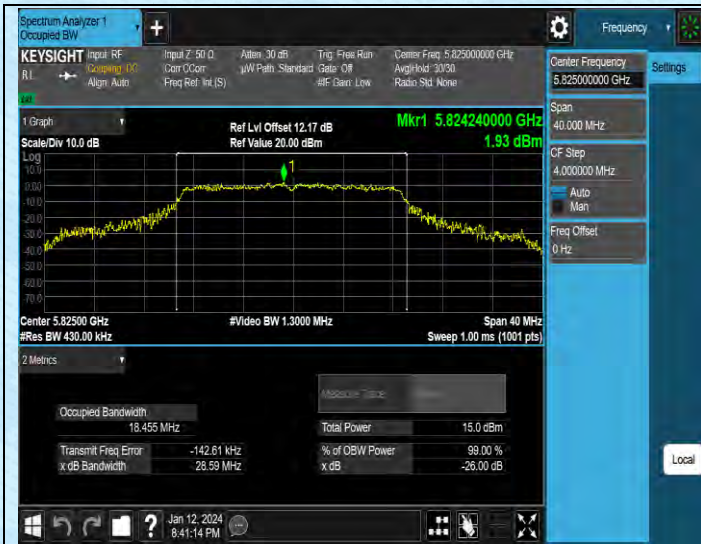 Spectrum Analyzer 1
Occupied BW
+
Frequency
KEYSIGHT Input: RF
Input Z: 50 Ω
Atten: 30 dB
Trig: Free Run
Center Freq: 5.825000000 GHz
RL
Coupling: DC
Corr CCorr
µW Path: Standard
Gate: Off
Avg|Hold: 30/30
Align: Auto
Freq Ref: Int (S)
#IF Gain: Low
Radio Std: None
1 Graph
Ref Lvl Offset 12.17 dB
Mkr1 5.824240000 GHz
Scale/Div 10.0 dB
Ref Value 20.00 dBm
1.93 dBm
Log
10.0
0.00
-10.0
-20.0
-30.0
-40.0
-50.0
-60.0
-70.0
1
Center 5.82500 GHz
#Video BW 1.3000 MHz
Span 40 MHz
#Res BW 430.00 kHz
Sweep 1.00 ms (1001 pts)
2 Metrics
Measure Trace
Occupied Bandwidth
18.455 MHz
Total Power
15.0 dBm
Transmit Freq Error
-142.61 kHz
% of OBW Power
99.00 %
x dB Bandwidth
28.59 MHz
x dB
-26.00 dB
Center Frequency
5.825000000 GHz
Settings
Span
40.000 MHz
CF Step
4.000000 MHz
Auto
Man
Freq Offset
0 Hz
Local
?
Jan 12, 2024
8:41:14 PM